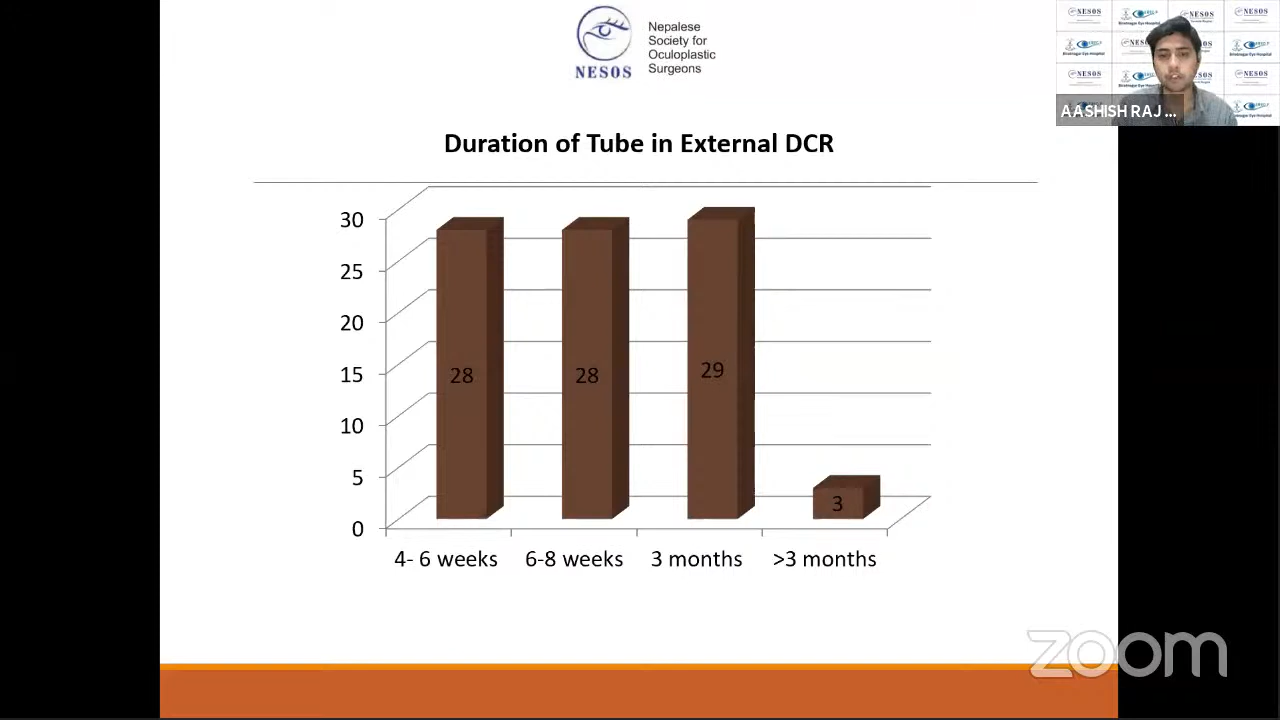 NESOS
Nepalese
Society for
Oculoplastic
Surgeons
AASHISH RAJ ...
Duration of Tube in External DCR
30
25
20
15
10
5
0
28
28
29
3
4- 6 weeks
6-8 weeks
3 months
>3 months
zoom